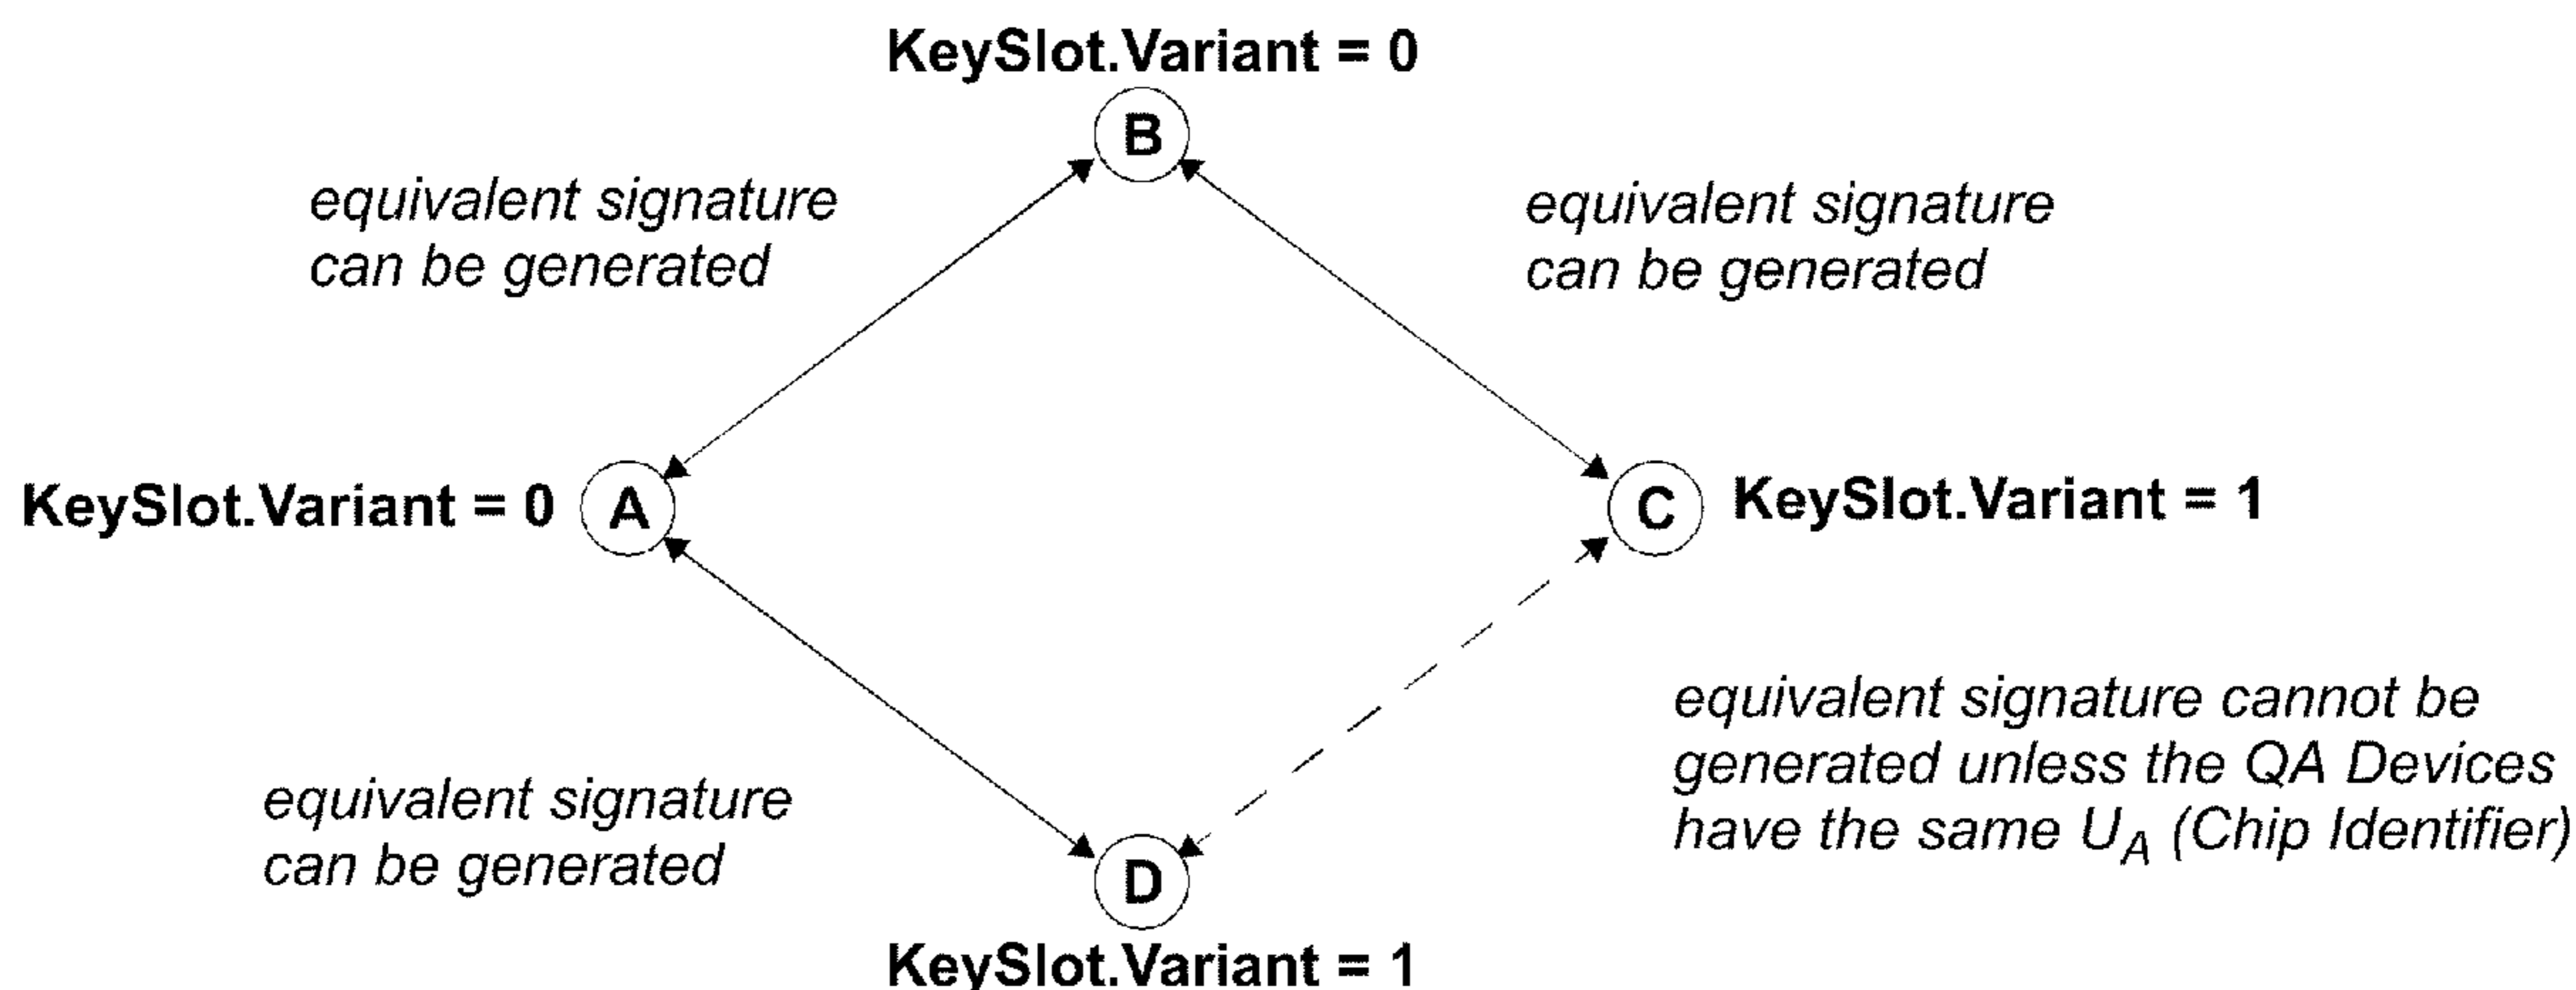 KeySlot.Variant = 0
B
equivalent signature
can be generated
equivalent signature
can be generated
KeySlot.Variant = 0
A
C
KeySlot.Variant = 1
equivalent signature
can be generated
equivalent signature cannot be
generated unless the QA Devices
have the same U_A (Chip Identifier)
D
KeySlot.Variant = 1